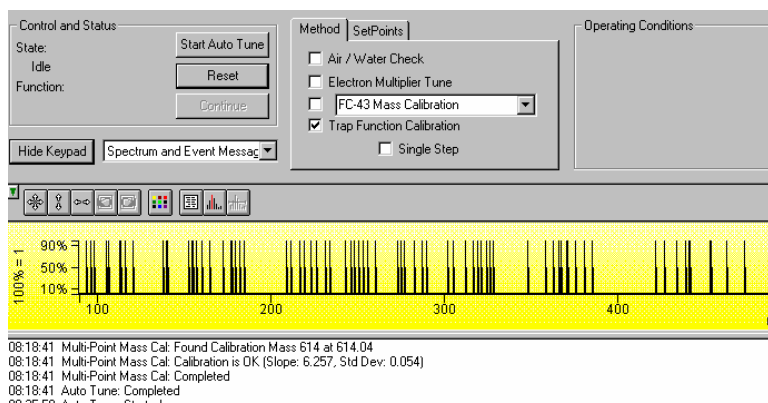 Control and Status
State:
Idle
Function:
Start Auto Tune
Reset
Continue
Hide Keypad
Spectrum and Event Messag
Method
SetPoints
Air / Water Check
Electron Multiplier Tune
FC-43 Mass Calibration
Trap Function Calibration
Single Step
Operating Conditions
100% = 1
90%
50%
10%
100
200
300
400
08:18:41 Multi-Point Mass Cal: Found Calibration Mass 614 at 614.04
08:18:41 Multi-Point Mass Cal: Calibration is OK (Slope: 6.257, Std Dev: 0.054)
08:18:41 Multi-Point Mass Cal: Completed
08:18:41 Auto Tune: Completed